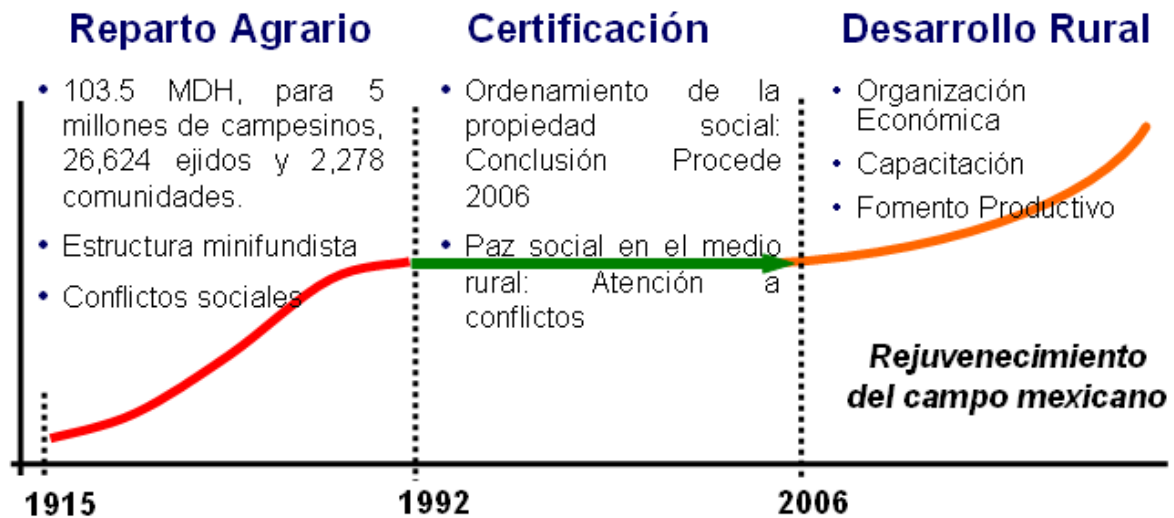 Reparto Agrario
• 103.5 MDH, para 5
millones de campesinos,
26,624 ejidos y 2,278
comunidades.
• Estructura minifundista
• Conflictos sociales
Certificación
• Ordenamiento de la
propiedad social:
Conclusión Procede
2006
• Paz social en el medio
rural: Atención a
conflictos
Desarrollo Rural
• Organización
Económica
• Capacitación
• Fomento Productivo
Rejuvenecimiento
del campo mexicano
1915
1992
2006